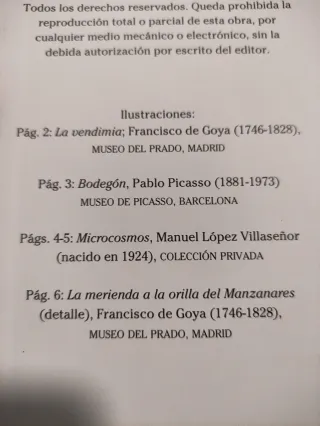 Todos los derechos reservados. Queda prohibida la
reproducción total o parcial de esta obra, por
cualquier medio mecánico o electrónico, sin la
debida autorización por escrito del editor.
Ilustraciones:
Pág. 2: La vendimia; Francisco de Goya (1746-1828),
MUSEO DEL PRADO, MADRID
Pág. 3: Bodegón, Pablo Picasso (1881-1973)
MUSEO DE PICASSO, BARCELONA
Págs. 4-5: Microcosmos, Manuel López Villaseñor
(nacido en 1924), COLECCIÓN PRIVADA
Pág. 6: La merienda a la orilla del Manzanares
(detalle), Francisco de Goya (1746-1828),
MUSEO DEL PRADO, MADRID